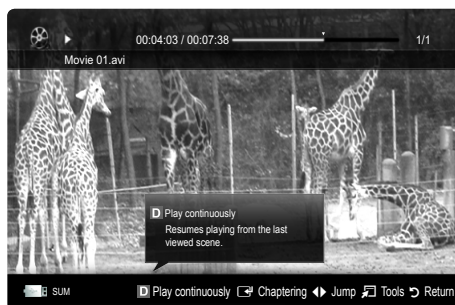 00:04:03 / 00:07:38
1/1
Movie 01.avi
D Play continuously
Resumes playing from the last
viewed scene.
SUM
D Play continuously Chaptering Jump Tools Return